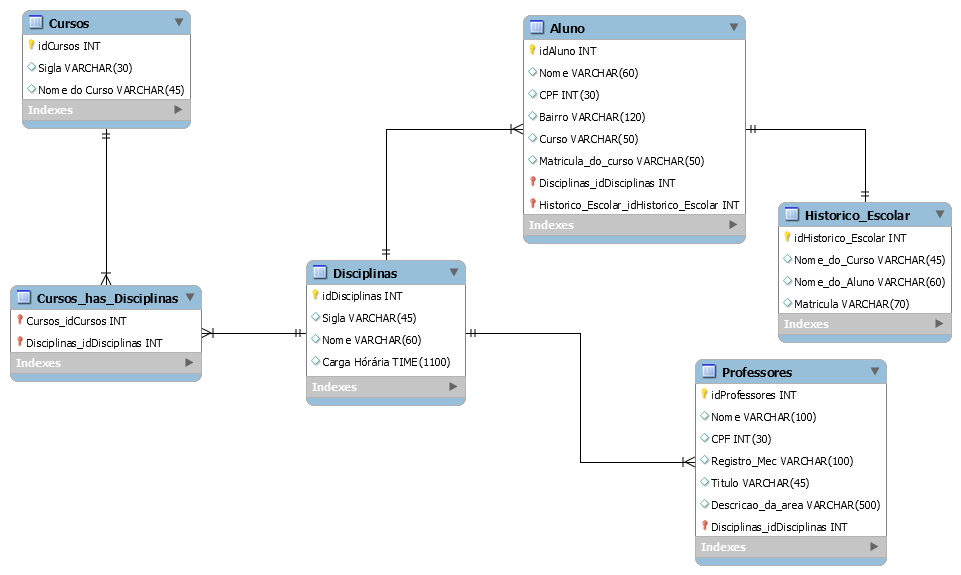 Cursos
idCursos INT
Sigla VARCHAR(30)
Nome do Curso VARCHAR(45)
Indexes
Aluno
idAluno INT
Nome VARCHAR(60)
CPF INT(30)
Bairro VARCHAR(120)
Curso VARCHAR(50)
Matricula_do_curso VARCHAR(50)
Disciplinas_idDisciplinas INT
Historico_Escolar_idHistorico_Escolar INT
Indexes
Historico_Escolar
idHistorico_Escolar INT
Nome_do_Curso VARCHAR(45)
Nome_do_Aluno VARCHAR(60)
Matricula VARCHAR(70)
Indexes
Cursos_has_Disciplinas
Cursos_idCursos INT
Disciplinas_idDisciplinas INT
Indexes
Disciplinas
idDisciplinas INT
Sigla VARCHAR(45)
Nome VARCHAR(60)
Carga Hórária TIME(1100)
Indexes
Professores
idProfessores INT
Nome VARCHAR(100)
CPF INT(30)
Registro_Mec VARCHAR(100)
Titulo VARCHAR(45)
Descricao_da_area VARCHAR(500)
Disciplinas_idDisciplinas INT
Indexes